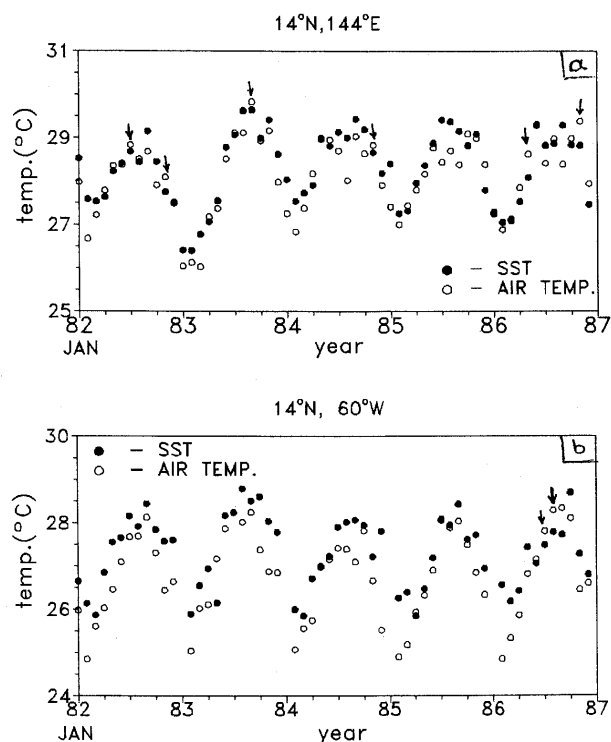 14°N,144°E
a
31
29
27
25
temp.(°C)
● – SST
○ – AIR TEMP.
82 83 84 85 86 87
JAN year
14°N, 60°W
b
30
28
26
24
temp.(°C)
● – SST
○ – AIR TEMP.
82 83 84 85 86 87
JAN year